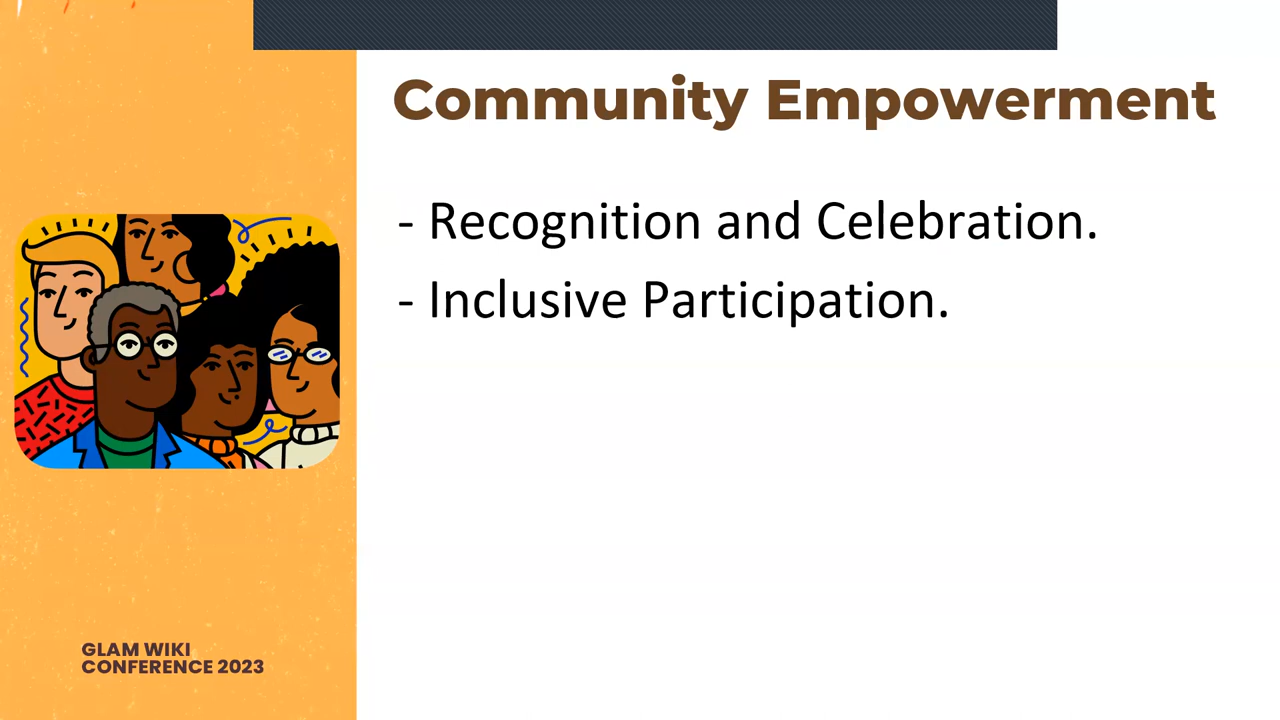 Community Empowerment
- Recognition and Celebration.
- Inclusive Participation.
GLAM WIKI
CONFERENCE 2023